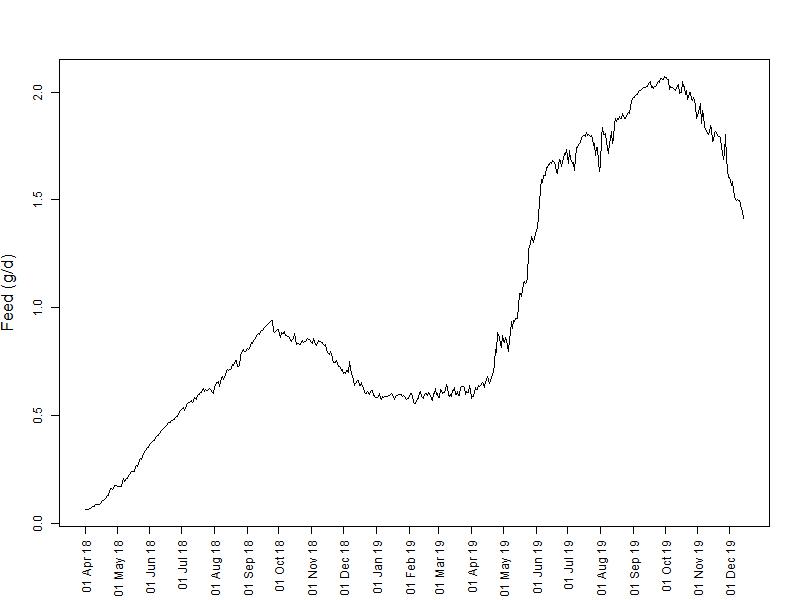 Feed (g/d)
2.0
1.5
1.0
0.5
0.0
01 Apr 18
01 May 18
01 Jun 18
01 Jul 18
01 Aug 18
01 Sep 18
01 Oct 18
01 Nov 18
01 Dec 18
01 Jan 19
01 Feb 19
01 Mar 19
01 Apr 19
01 May 19
01 Jun 19
01 Jul 19
01 Aug 19
01 Sep 19
01 Oct 19
01 Nov 19
01 Dec 19